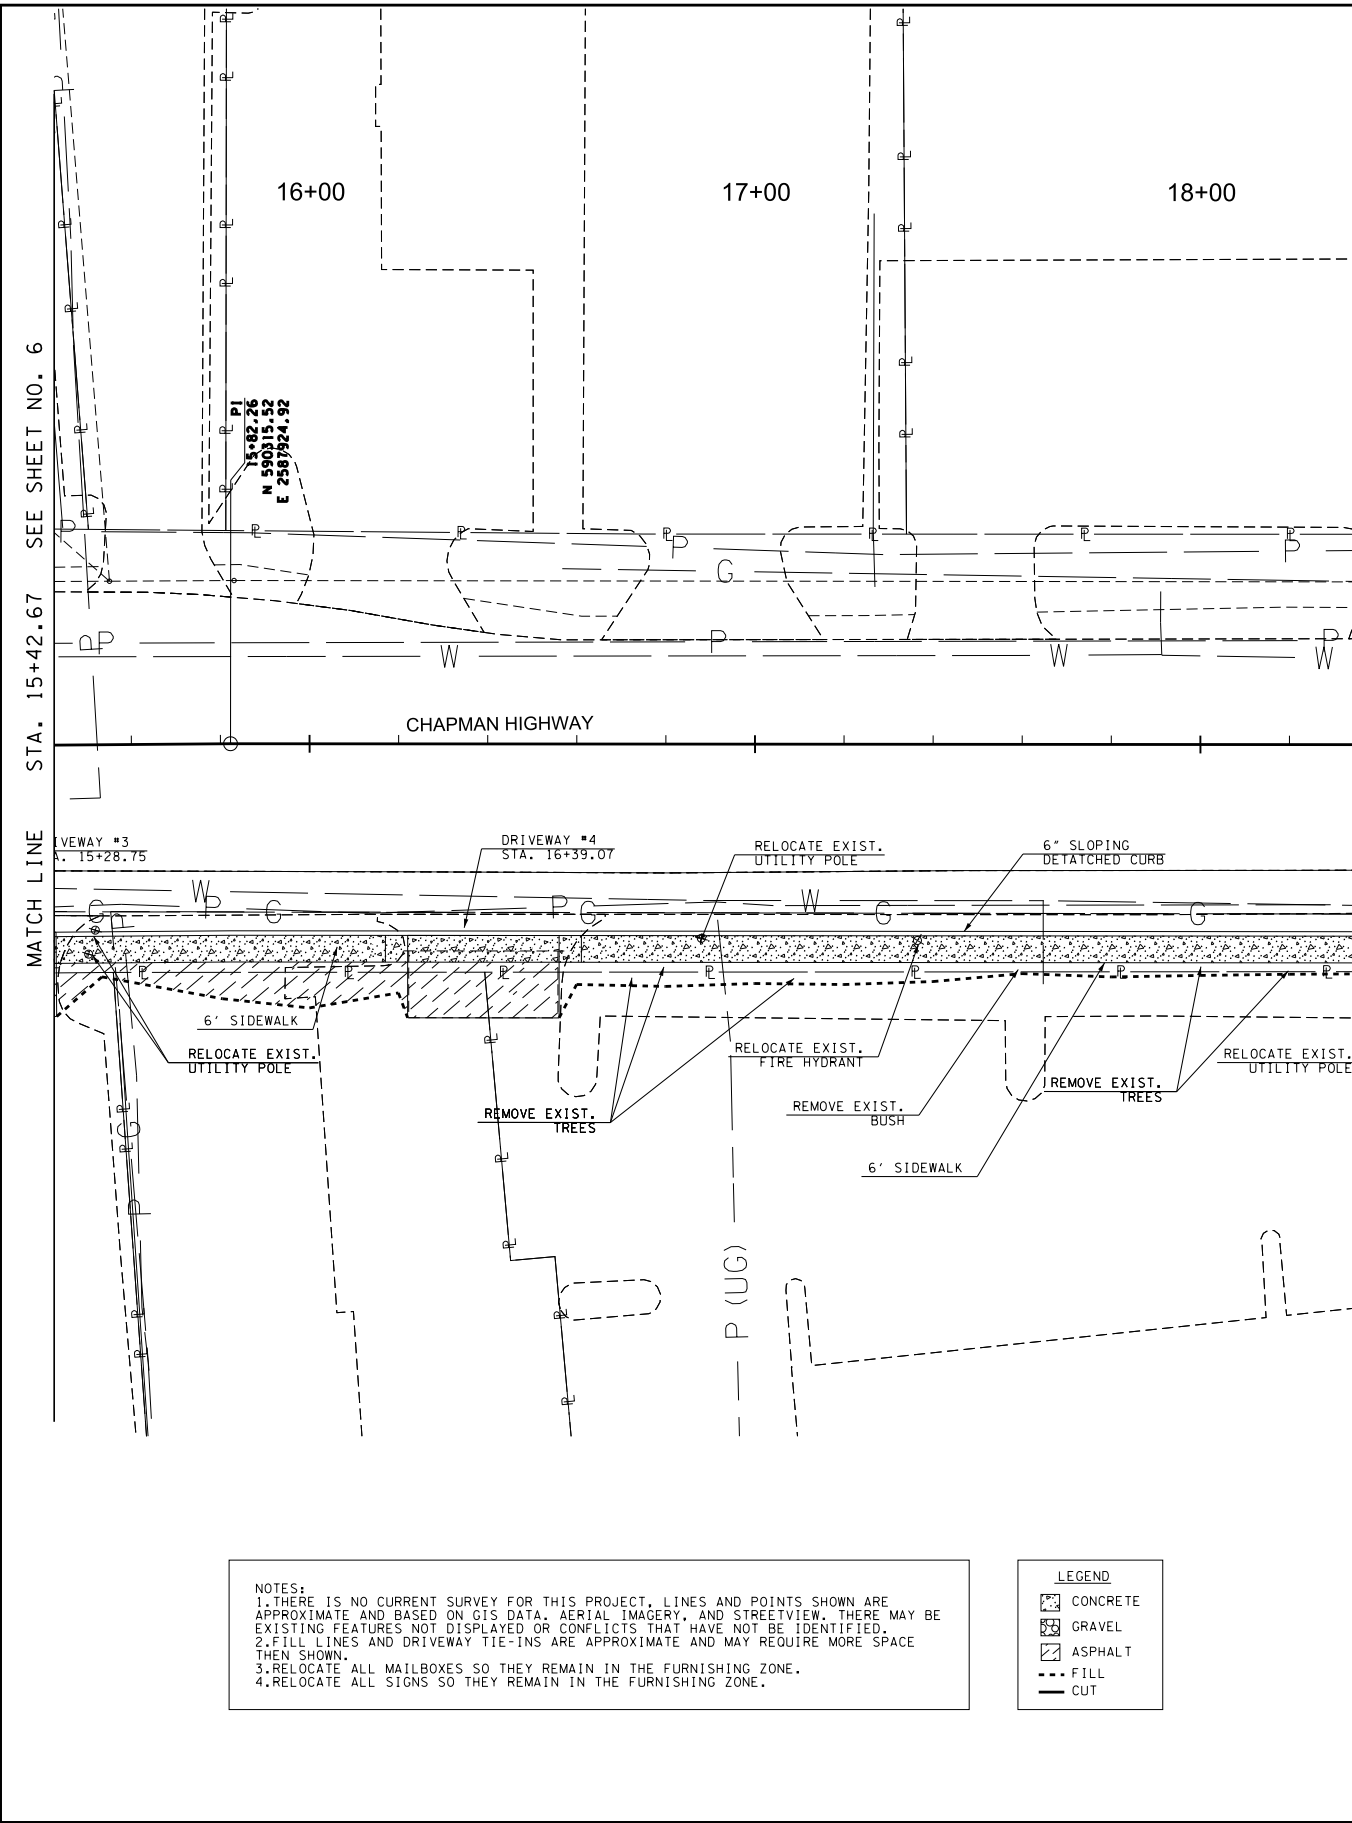 16+00
17+00
18+00
MATCH LINE STA. 15+42.67 SEE SHEET NO. 6
PI
15+82.26
N 590315.52
E 2587924.92
P
P
G
P
P
P
P
P
W
W
W
CHAPMAN HIGHWAY
IVEWAY #3
A. 15+28.75
DRIVEWAY #4
STA. 16+39.07
RELOCATE EXIST.
UTILITY POLE
6" SLOPING
DETATCHED CURB
W
P
G
G
P
G
W
G
G
P
6' SIDEWALK
RELOCATE EXIST.
UTILITY POLE
RELOCATE EXIST.
FIRE HYDRANT
RELOCATE EXIST.
UTILITY POLE
REMOVE EXIST.
TREES
REMOVE EXIST.
BUSH
REMOVE EXIST.
TREES
6' SIDEWALK
G
P
P (UG)
NOTES:
1.THERE IS NO CURRENT SURVEY FOR THIS PROJECT, LINES AND POINTS SHOWN ARE
APPROXIMATE AND BASED ON GIS DATA. AERIAL IMAGERY, AND STREETVIEW. THERE MAY BE
EXISTING FEATURES NOT DISPLAYED OR CONFLICTS THAT HAVE NOT BE IDENTIFIED.
2.FILL LINES AND DRIVEWAY TIE-INS ARE APPROXIMATE AND MAY REQUIRE MORE SPACE
THEN SHOWN.
3.RELOCATE ALL MAILBOXES SO THEY REMAIN IN THE FURNISHING ZONE.
4.RELOCATE ALL SIGNS SO THEY REMAIN IN THE FURNISHING ZONE.
LEGEND
CONCRETE
GRAVEL
ASPHALT
FILL
CUT